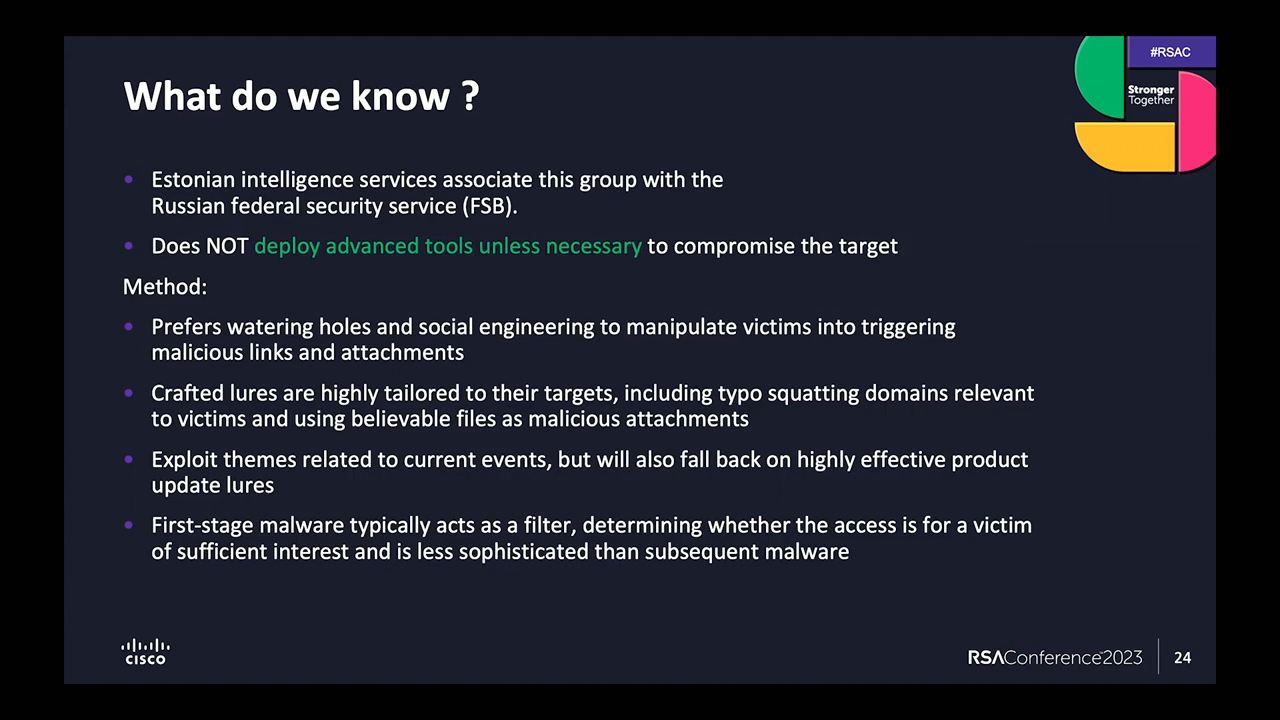 #RSAC
Stronger
Together
What do we know ?
• Estonian intelligence services associate this group with the
Russian federal security service (FSB).
• Does NOT deploy advanced tools unless necessary to compromise the target
Method:
• Prefers watering holes and social engineering to manipulate victims into triggering
malicious links and attachments
• Crafted lures are highly tailored to their targets, including typo squatting domains relevant
to victims and using believable files as malicious attachments
• Exploit themes related to current events, but will also fall back on highly effective product
update lures
• First-stage malware typically acts as a filter, determining whether the access is for a victim
of sufficient interest and is less sophisticated than subsequent malware
CISCO
RSAConference™2023 24